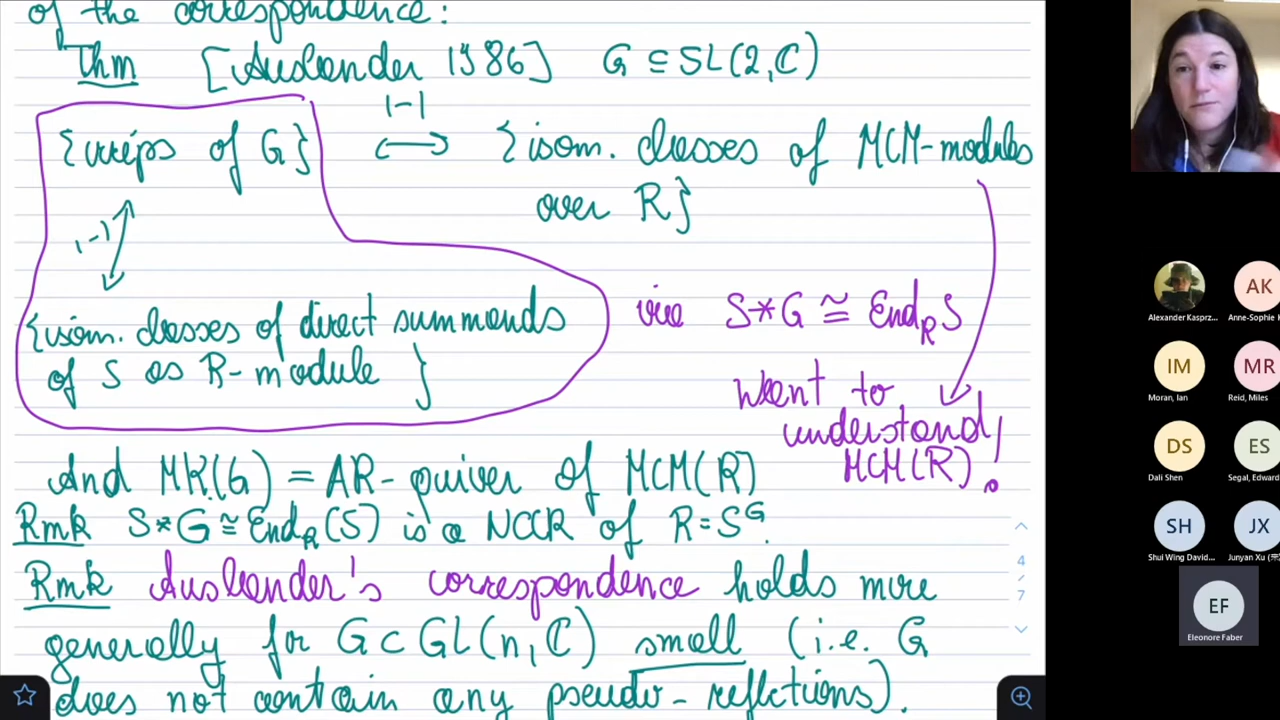 of the correspondence:
Thm [Auslander 1986] G ⊆ SL(2,ℂ)
{irreps of G} 1-1 ⟷ {isom. classes of MCM-modules
over R}
1-1
{isom. classes of direct summands
of S as R-module }
via S*G ≅ End_R S
want to
understand
MCM(R)!
And MK(G) = AR-quiver of MCM(R)
Rmk S*G ≅ End_R(S) is a NCCR of R=S^G.
Rmk Auslander's correspondence holds more
generally for G ⊂ GL(n,ℂ) small (i.e. G
does not contain any pseudo-reflections).
4
/
7
Alexander Kasprz...
AK
Anne-Sophie K
IM
Moran, Ian
MR
Reid, Miles
DS
Dali Shen
ES
Segal, Edward
SH
Shui Wing David...
JX
Junyan Xu
EF
Eleonore Faber